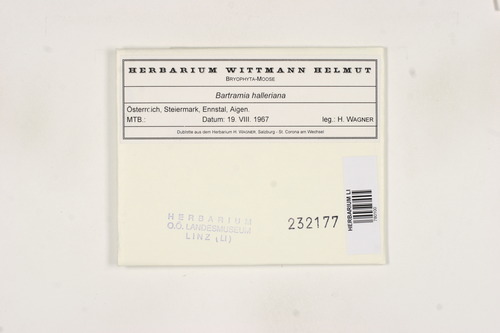 HERBARIUM WITTMANN HELMUT
BRYOPHYTA-MOOSE
Bartramia halleriana
Österreich, Steiermark, Ennstal, Aigen.
MTB.: Datum: 19. VIII. 1967 leg.: H. WAGNER
Dublette aus dem Herbarium H. WAGNER, Salzburg - St. Corona am Wechsel
HERBARIUM
O.Ö. LANDESMUSEUM
LINZ (LI)
232177
HERBARIUM LI